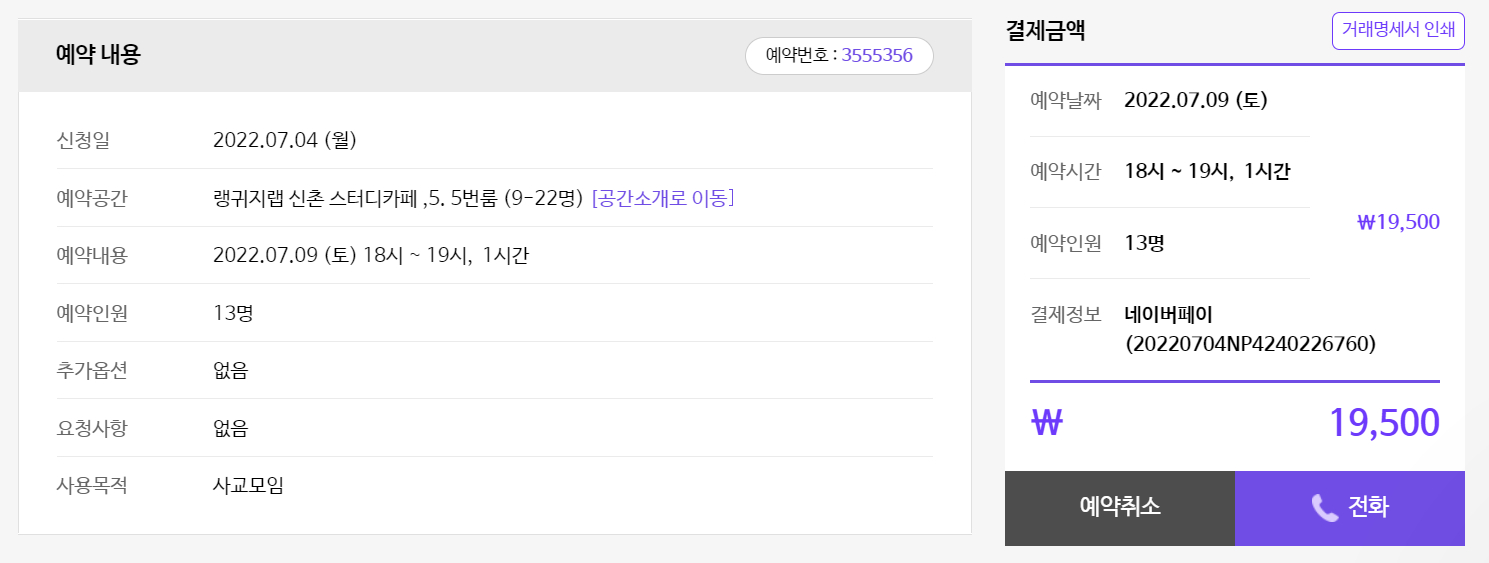 예약 내용
예약번호 : 3555356
신청일 2022.07.04 (월)
예약공간 랭귀지랩 신촌 스터디카페 ,5. 5번룸 (9-22명) [공간소개로 이동]
예약내용 2022.07.09 (토) 18시 ~ 19시, 1시간
예약인원 13명
추가옵션 없음
요청사항 없음
사용목적 사교모임
결제금액
거래명세서 인쇄
예약날짜 2022.07.09 (토)
예약시간 18시 ~ 19시, 1시간
₩19,500
예약인원 13명
결제정보 네이버페이
(20220704NP4240226760)
₩ 19,500
예약취소
전화